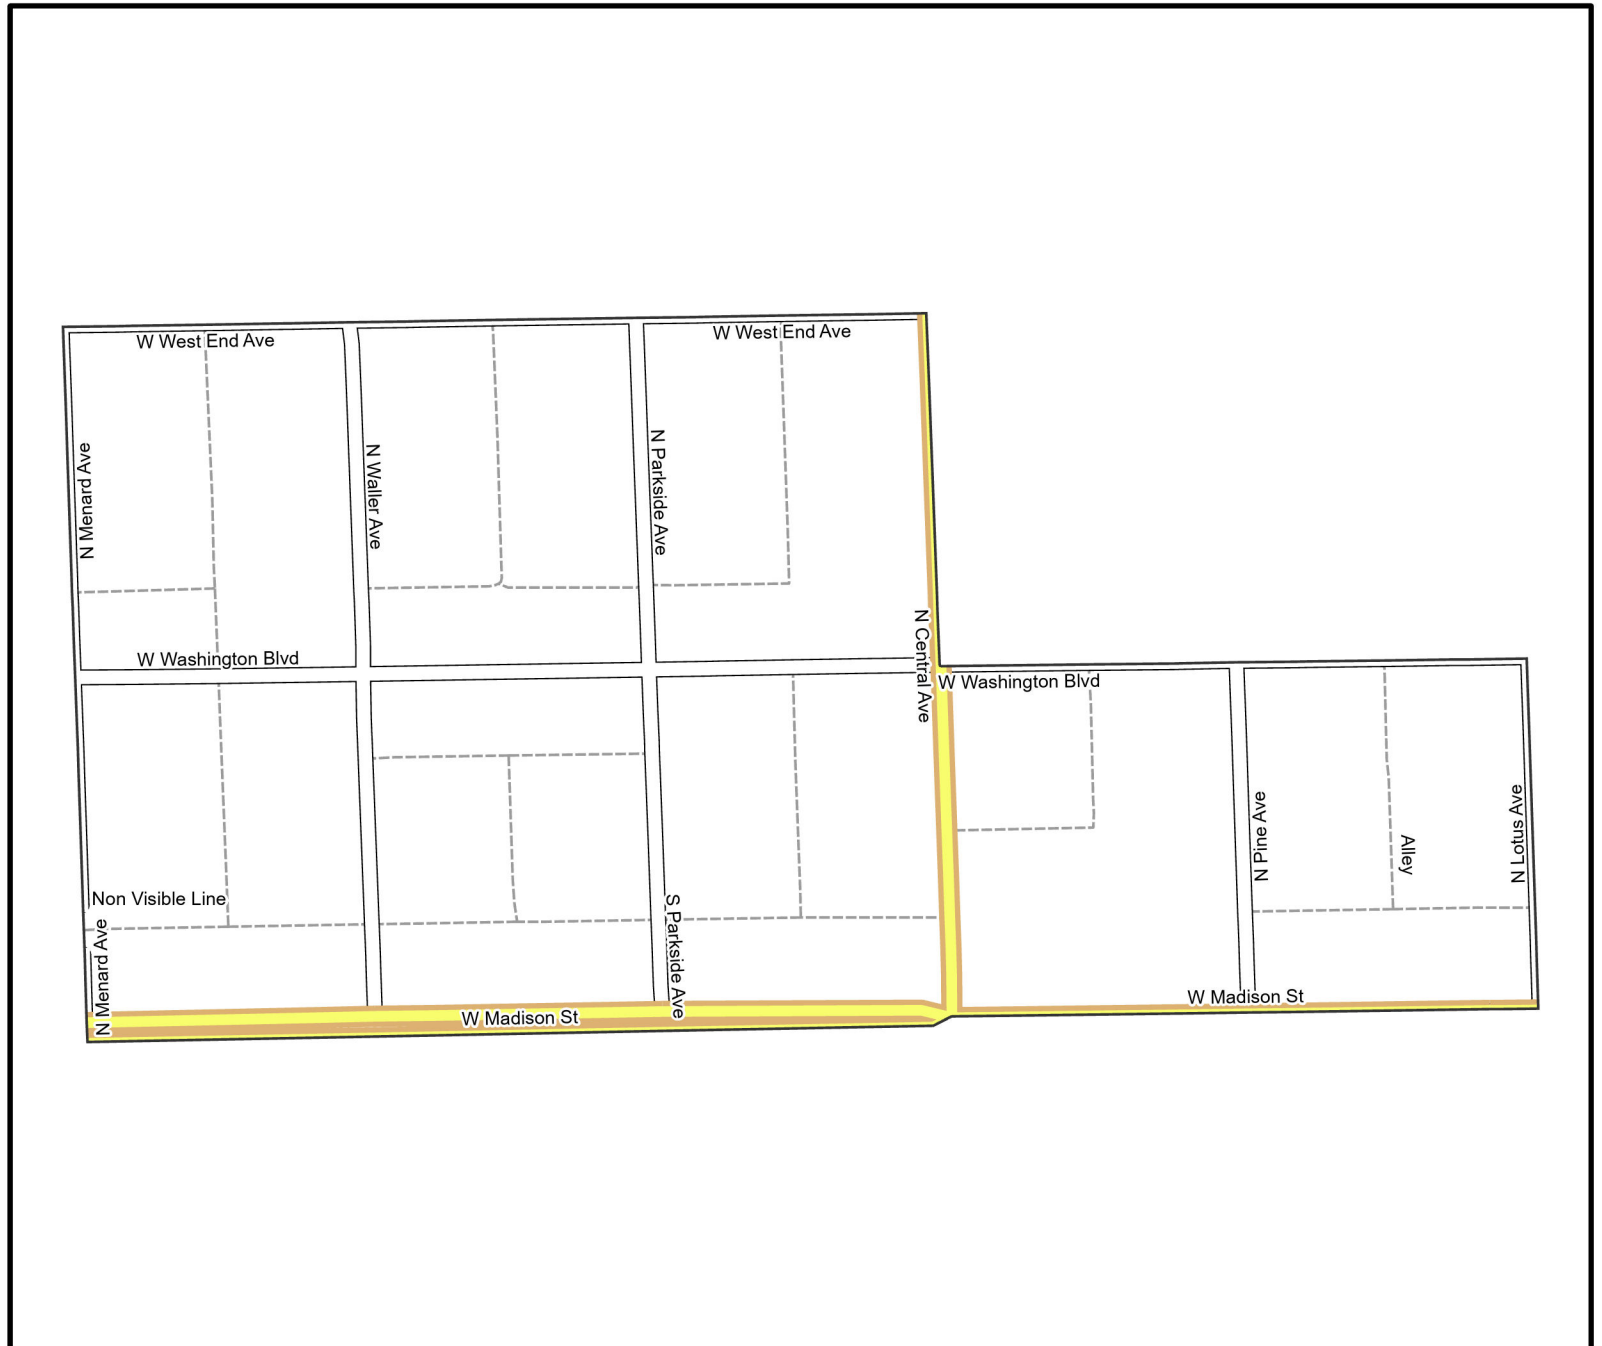 W West End Ave
W West End Ave
N Menard Ave
N Waller Ave
N Parkside Ave
N Central Ave
W Washington Blvd
W Washington Blvd
N Pine Ave
Alley
N Lotus Ave
Non Visible Line
N Menard Ave
S Parkside Ave
W Madison St
W Madison St